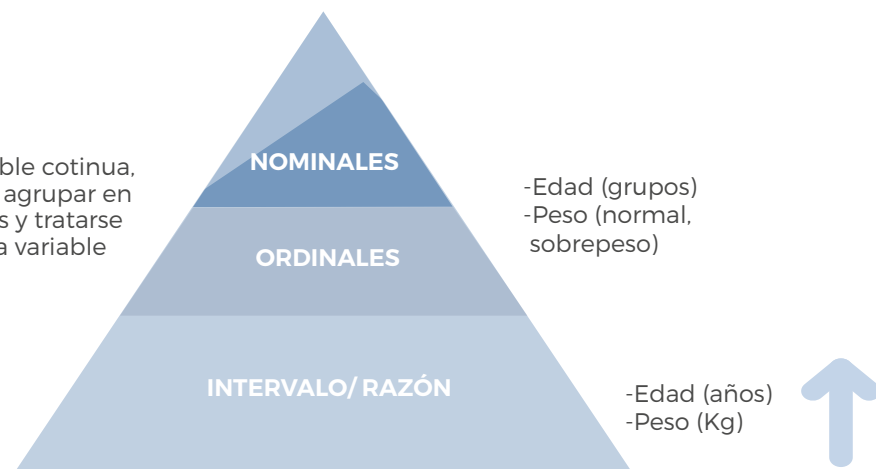 ble cotinua,
agrupar en
s y tratarse
a variable
NOMINALES
-Edad (grupos)
-Peso (normal,
sobrepeso)
ORDINALES
INTERVALO/ RAZÓN
-Edad (años)
-Peso (Kg)